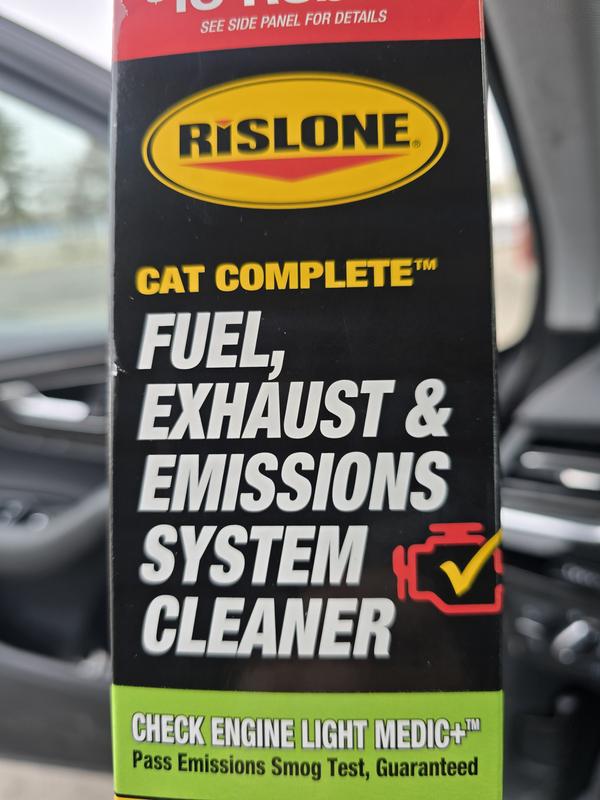 SEE SIDE PANEL FOR DETAILS
RiSLONE®
CAT COMPLETE™
FUEL,
EXHAUST &
EMISSIONS
SYSTEM
CLEANER
CHECK ENGINE LIGHT MEDIC+™
Pass Emissions Smog Test, Guaranteed